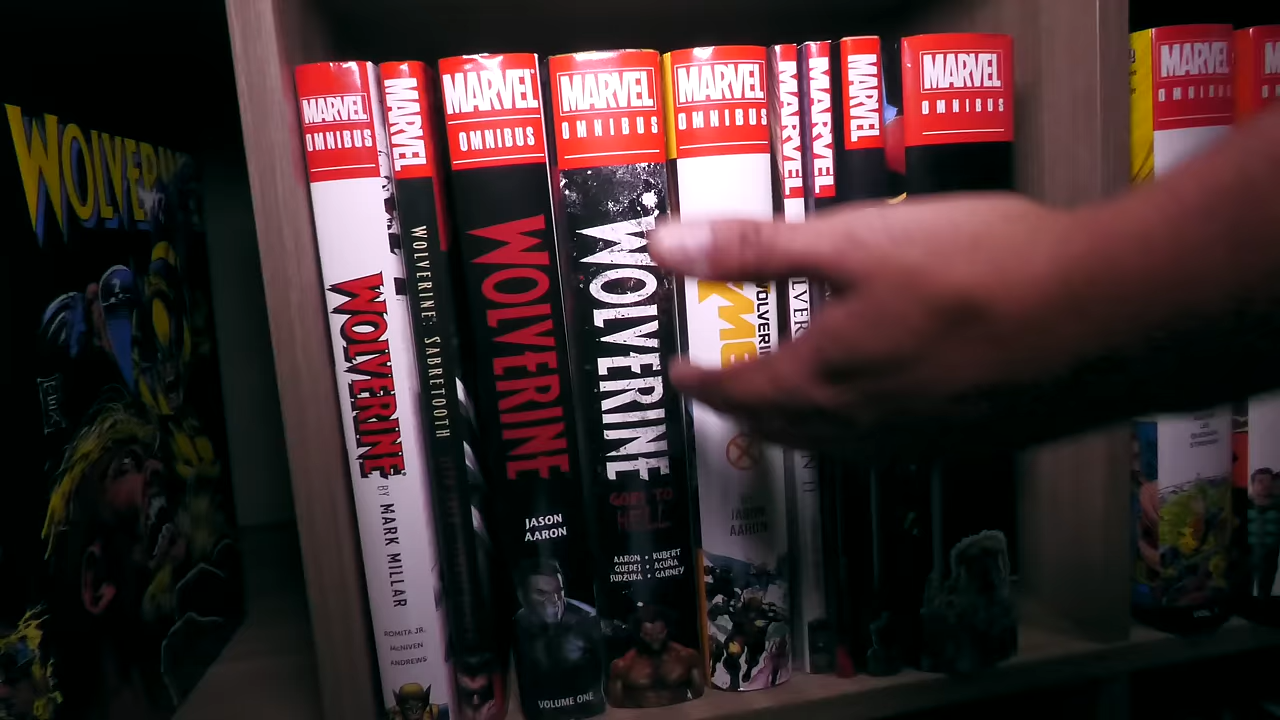 WOLVERINE
MARVEL
OMNIBUS
WOLVERINE
BY MARK MILLAR
ROMITA JR.
McNIVEN
ANDREWS
MARVEL
WOLVERINE: SABRETOOTH
MARVEL
OMNIBUS
WOLVERINE
JASON
AARON
VOLUME ONE
MARVEL
OMNIBUS
WOLVERINE
GOES TO
HELL
AARON • KUBERT
GUEDES • ACUÑA
SUDZUKA • GARNEY
MARVEL
OMNIBUS
BY
JASON
AARON
MARVEL
MARVEL
MARVEL
MARVEL
OMNIBUS
MARVEL
OMNIBUS